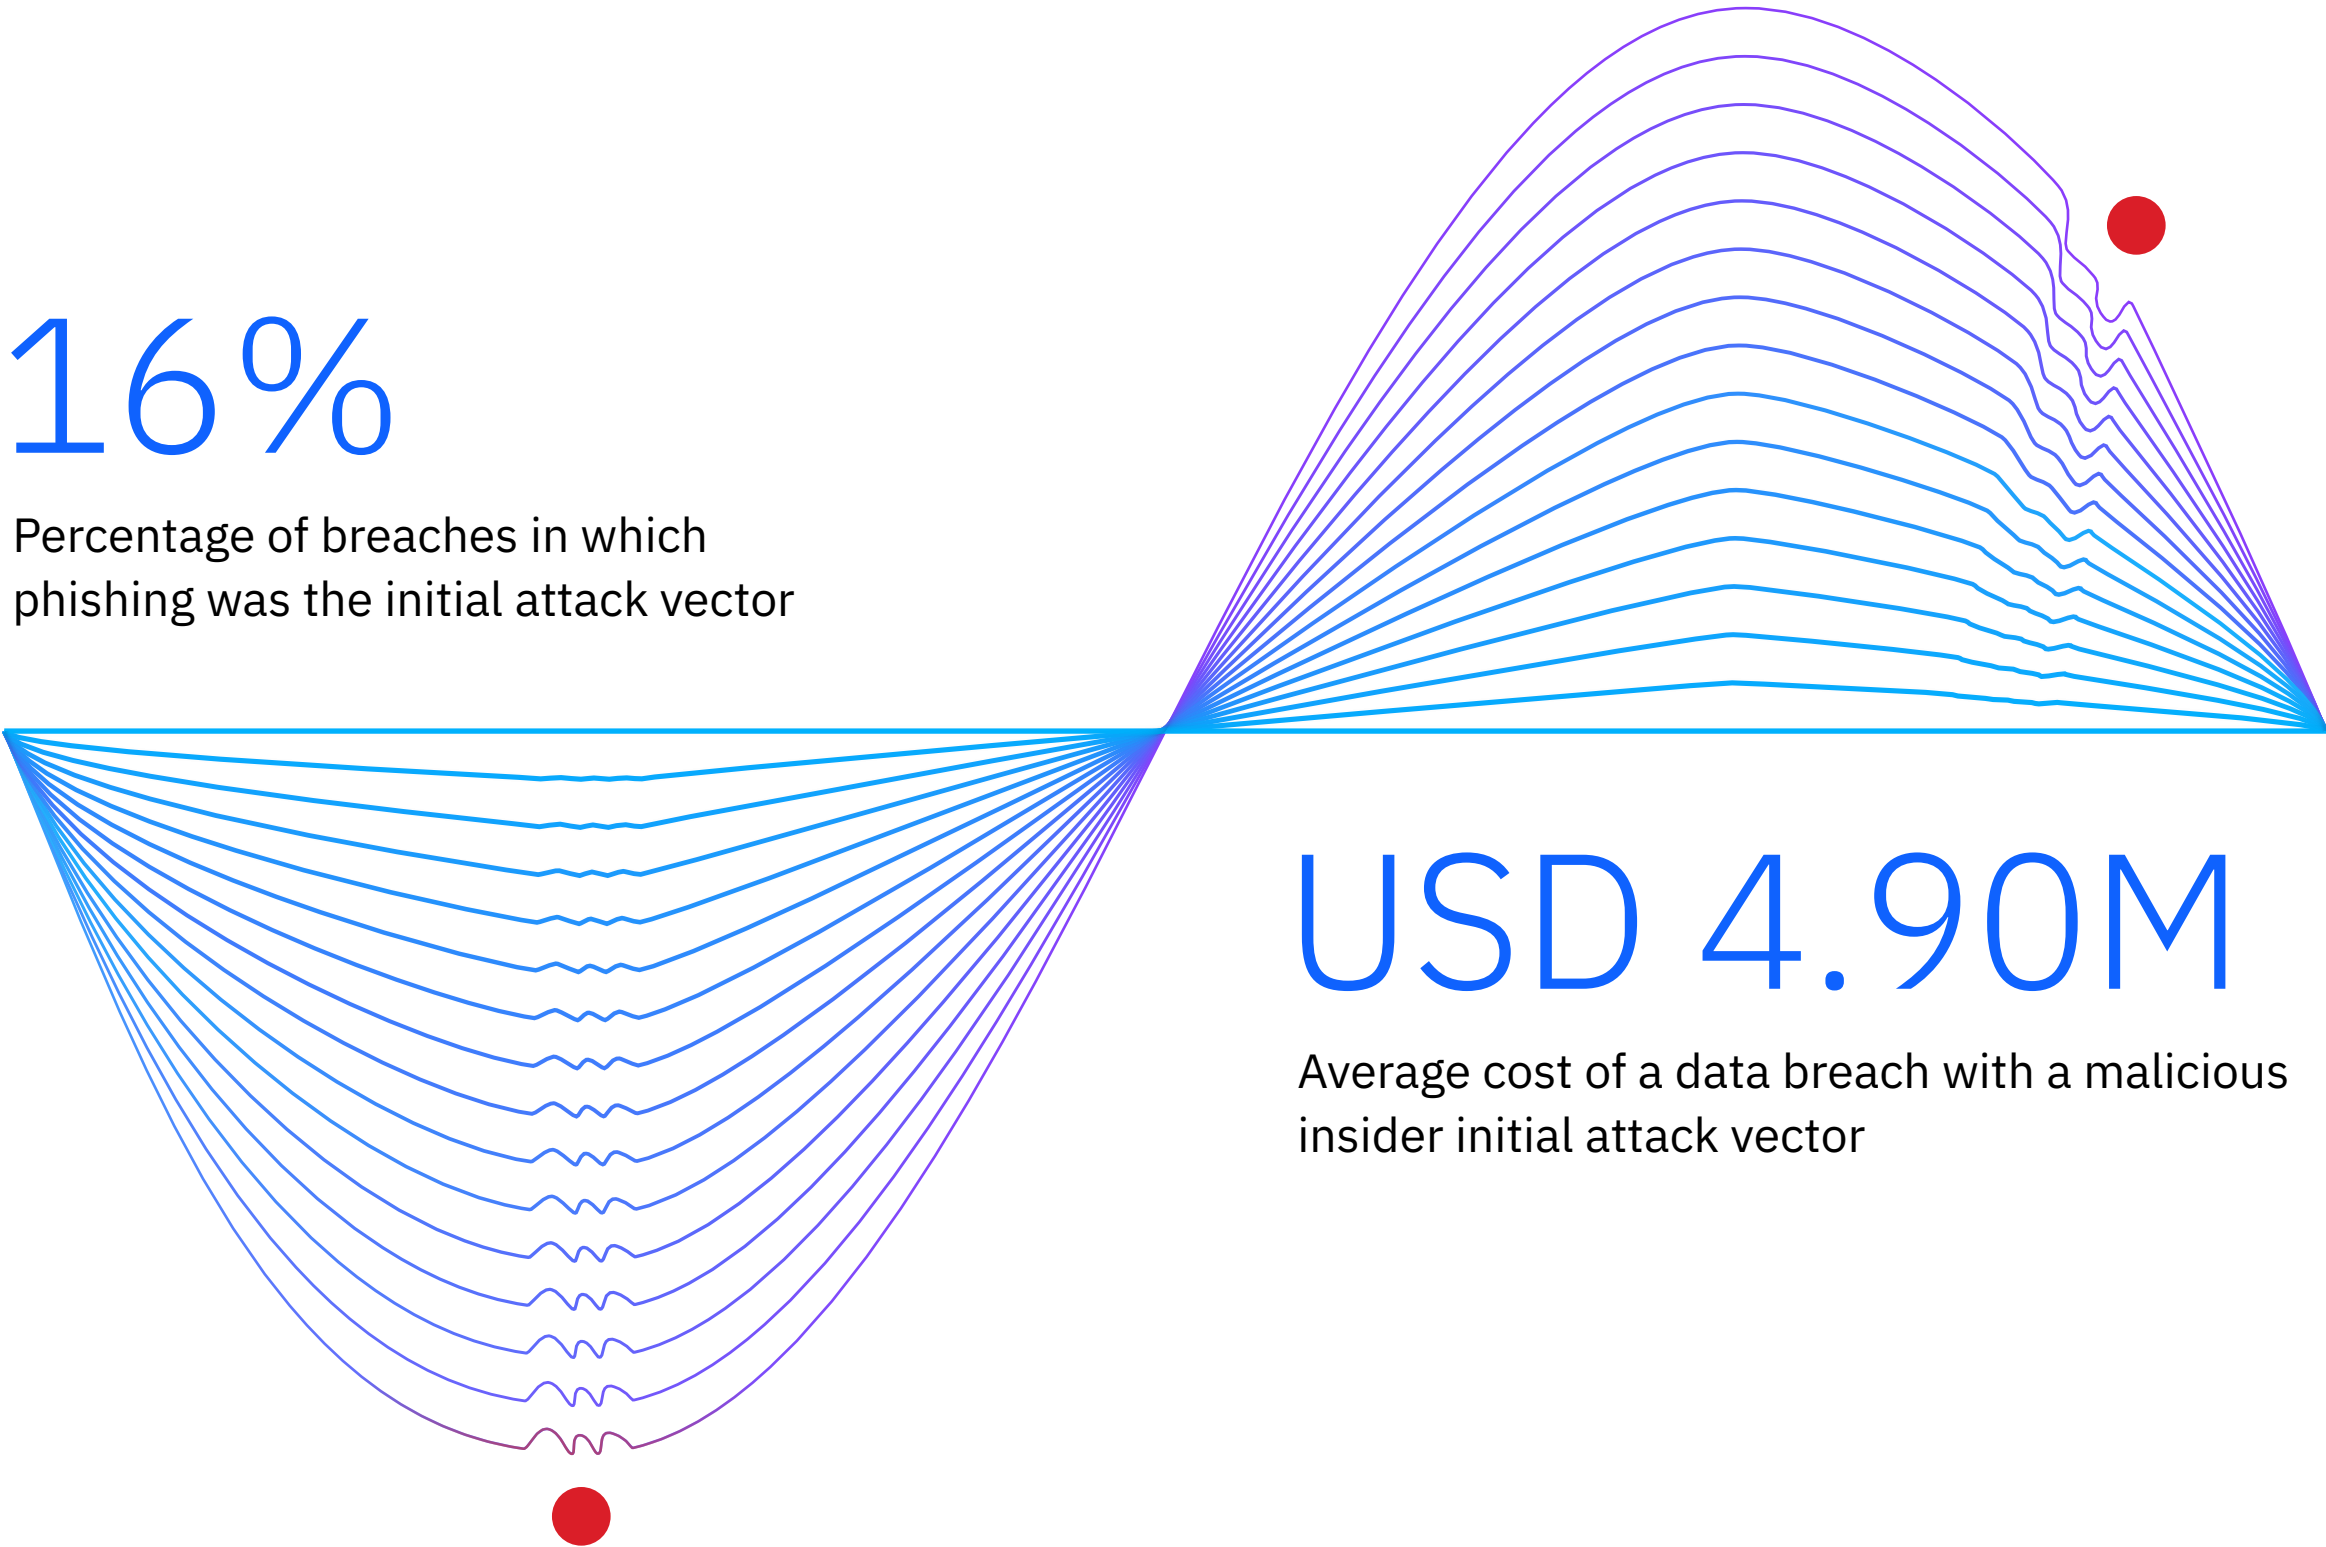 16%
Percentage of breaches in which
phishing was the initial attack vector
USD 4.90M
Average cost of a data breach with a malicious
insider initial attack vector